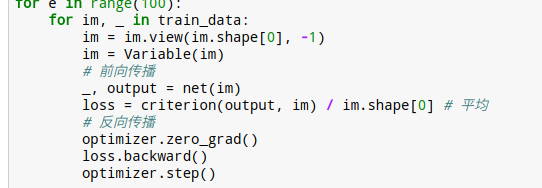 for e in range(100):
    for im, _ in train_data:
        im = im.view(im.shape[0], -1)
        im = Variable(im)
        # 前向传播
        _, output = net(im)
        loss = criterion(output, im) / im.shape[0] # 平均
        # 反向传播
        optimizer.zero_grad()
        loss.backward()
        optimizer.step()